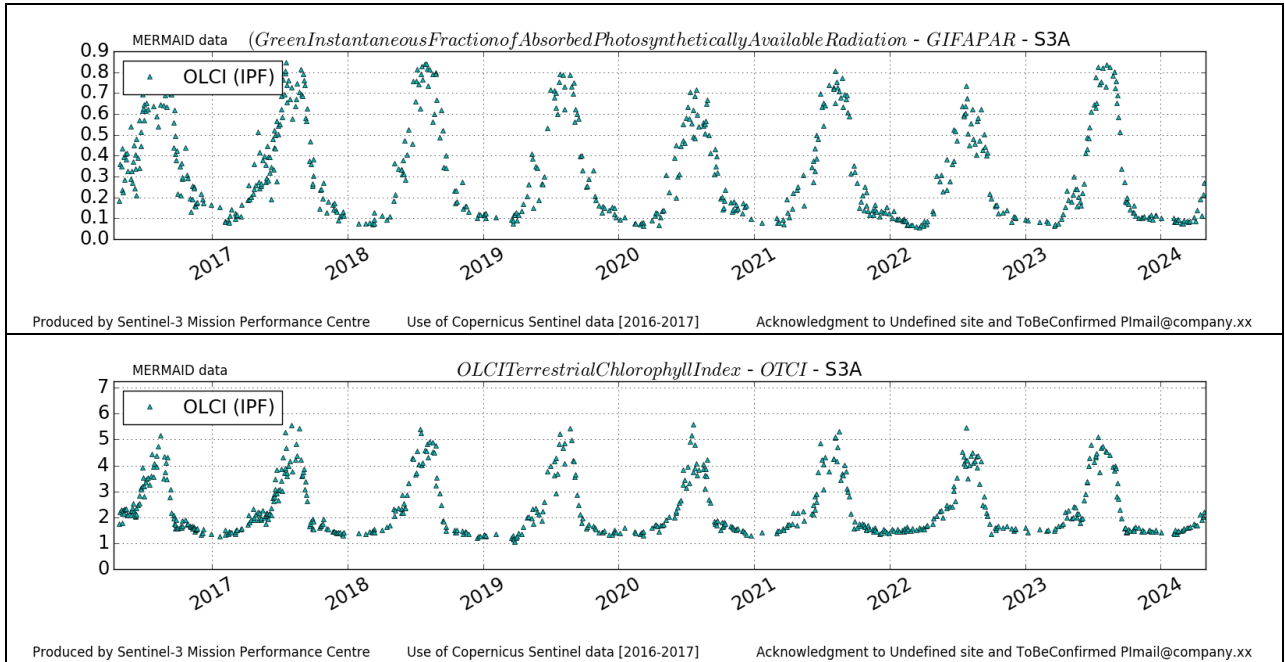 MERMAID data (GreenInstantaneousFractionofAbsorbedPhotosyntheticallyAvailableRadiation - GIFAPAR - S3A
0.9
0.8
0.7
0.6
0.5
0.4
0.3
0.2
0.1
0.0
OLCI (IPF)
2017 2018 2019 2020 2021 2022 2023 2024
Produced by Sentinel-3 Mission Performance Centre Use of Copernicus Sentinel data [2016-2017] Acknowledgment to Undefined site and ToBeConfirmed PImail@company.xx
MERMAID data OLCITerrestrialChlorophyllIndex - OTCI - S3A
7
6
5
4
3
2
1
0
OLCI (IPF)
2017 2018 2019 2020 2021 2022 2023 2024
Produced by Sentinel-3 Mission Performance Centre Use of Copernicus Sentinel data [2016-2017] Acknowledgment to Undefined site and ToBeConfirmed PImail@company.xx